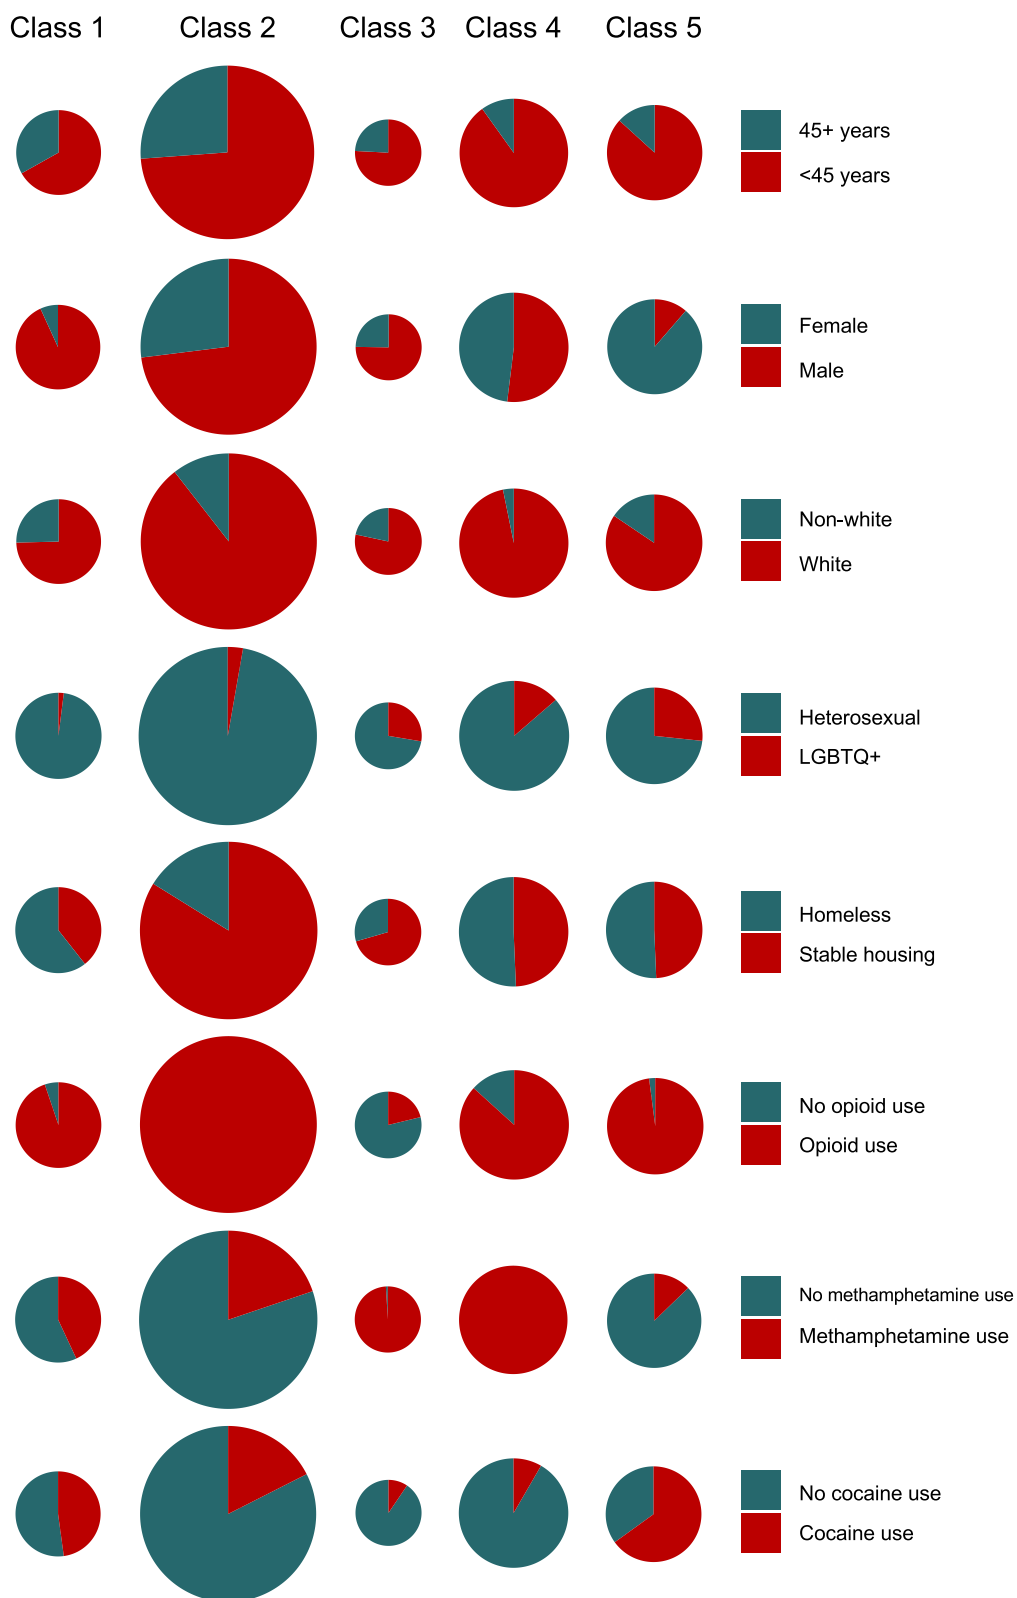 Class 1 Class 2 Class 3 Class 4 Class 5
45+ years
<45 years
Female
Male
Non-white
White
Heterosexual
LGBTQ+
Homeless
Stable housing
No opioid use
Opioid use
No methamphetamine use
Methamphetamine use
No cocaine use
Cocaine use